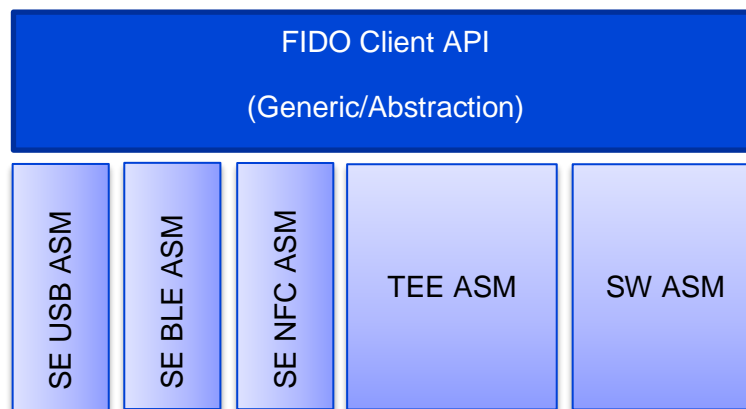 FIDO Client API
(Generic/Abstraction)
SE USB ASM
SE BLE ASM
SE NFC ASM
TEE ASM
SW ASM